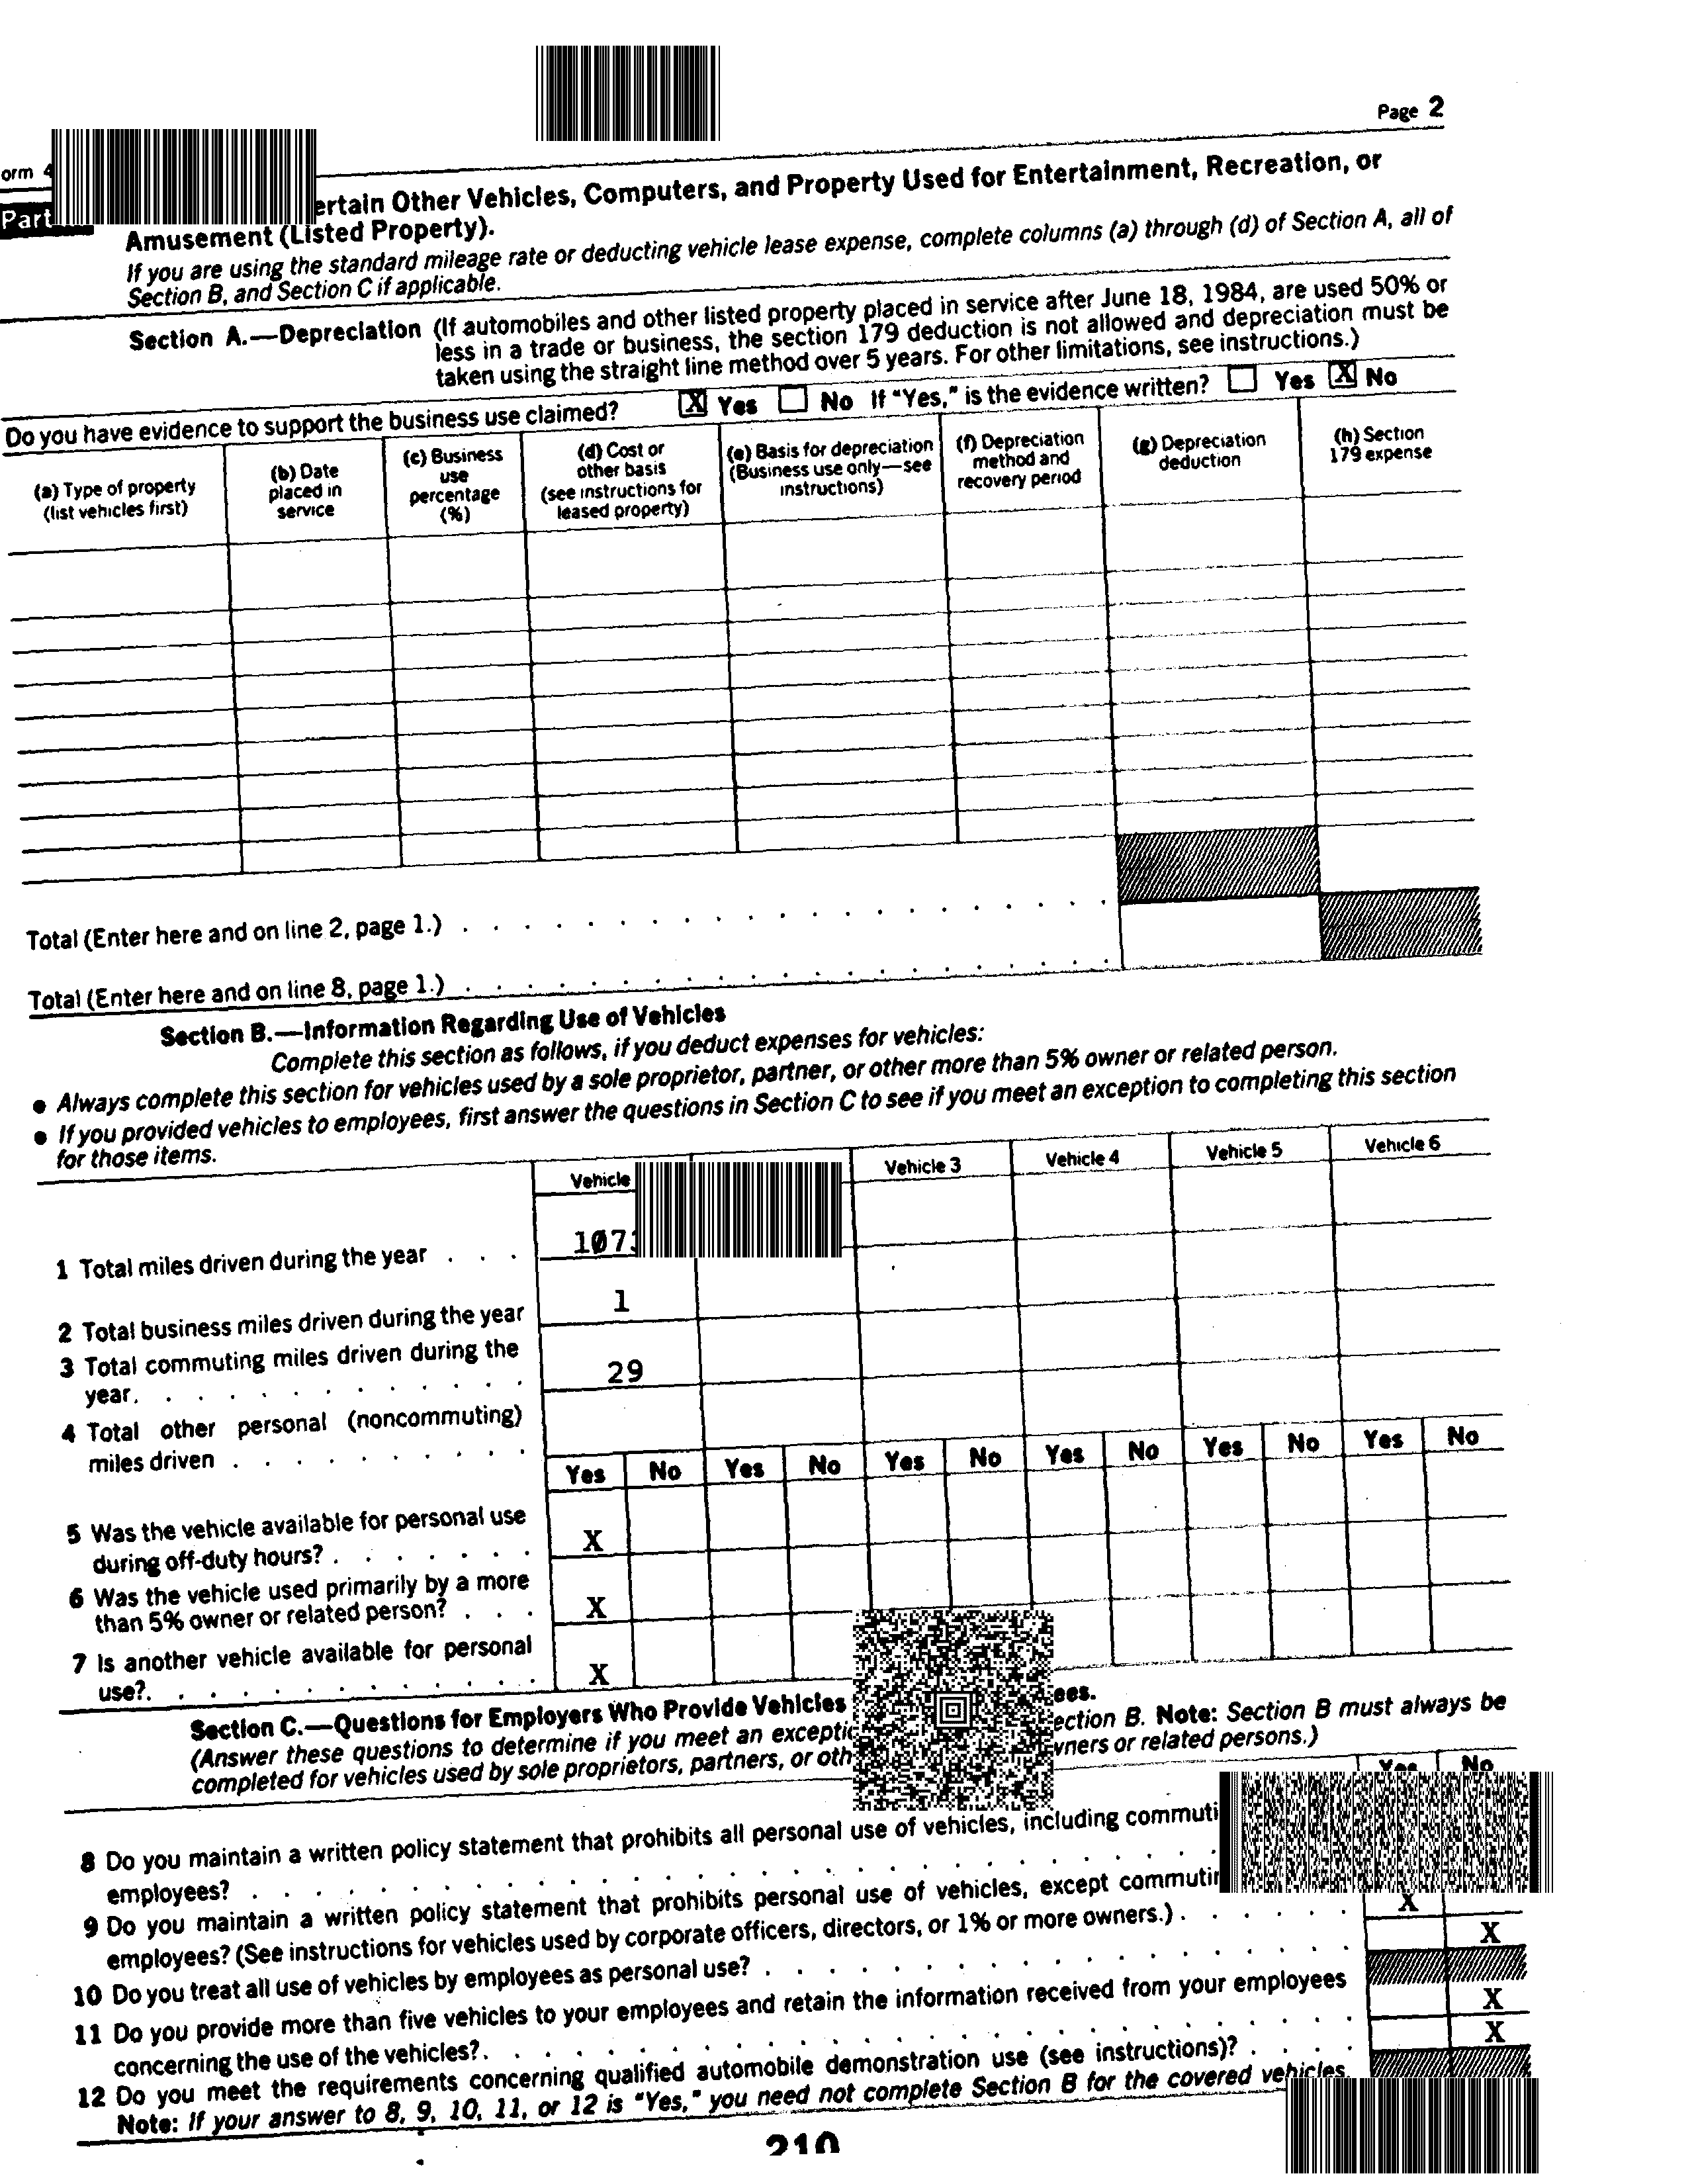 Page 2
orm 4
Part
ertain Other Vehicles, Computers, and Property Used for Entertainment, Recreation, or
Amusement (Listed Property).
If you are using the standard mileage rate or deducting vehicle lease expense, complete columns (a) through (d) of Section A, all of
Section B, and Section C if applicable.
Section A.—Depreciation (If automobiles and other listed property placed in service after June 18, 1984, are used 50% or
less in a trade or business, the section 179 deduction is not allowed and depreciation must be
taken using the straight line method over 5 years. For other limitations, see instructions.)
Do you have evidence to support the business use claimed? X Yes No If "Yes," is the evidence written? Yes X No
(a) Type of property
(list vehicles first)
(b) Date
placed in
service
(c) Business
use
percentage
(%)
(d) Cost or
other basis
(see instructions for
leased property)
(e) Basis for depreciation
(Business use only—see
instructions)
(f) Depreciation
method and
recovery period
(g) Depreciation
deduction
(h) Section
179 expense
Total (Enter here and on line 2, page 1.) . . . . . . . . . . . . . . . . . . . . .
Total (Enter here and on line 8, page 1.) . . . . . . . . . . . . . . . . . . . . .
Section B.—Information Regarding Use of Vehicles
Complete this section as follows, if you deduct expenses for vehicles:
● Always complete this section for vehicles used by a sole proprietor, partner, or other more than 5% owner or related person.
● If you provided vehicles to employees, first answer the questions in Section C to see if you meet an exception to completing this section
for those items.
Vehicle Vehicle 3 Vehicle 4 Vehicle 5 Vehicle 6
1 Total miles driven during the year . . . 107
2 Total business miles driven during the year 1
3 Total commuting miles driven during the
year. . . . . . . . . . . . . 29
4 Total other personal (noncommuting)
miles driven . . . . . . . .
Yes No Yes No Yes No Yes No Yes No Yes No
5 Was the vehicle available for personal use
during off-duty hours? . . . . . . . X
6 Was the vehicle used primarily by a more
than 5% owner or related person? . . . X
7 Is another vehicle available for personal
use?. . . . . . . . . . . . . X
Section C.—Questions for Employers Who Provide Vehicles ees.
(Answer these questions to determine if you meet an excepti ection B. Note: Section B must always be
completed for vehicles used by sole proprietors, partners, or oth wners or related persons.)
Yes No
8 Do you maintain a written policy statement that prohibits all personal use of vehicles, including commuti
employees? . . . . . . . . . . . . . . . . . . . .
9 Do you maintain a written policy statement that prohibits personal use of vehicles, except commutin
employees? (See instructions for vehicles used by corporate officers, directors, or 1% or more owners.) . . . . . . X
10 Do you treat all use of vehicles by employees as personal use? . . . . . . . . . . . . . X
11 Do you provide more than five vehicles to your employees and retain the information received from your employees
concerning the use of the vehicles?. . . . . . . . . . . . . . . . . . . . X
12 Do you meet the requirements concerning qualified automobile demonstration use (see instructions)? . . . . X
Note: If your answer to 8, 9, 10, 11, or 12 is "Yes," you need not complete Section B for the covered vehicles.
210